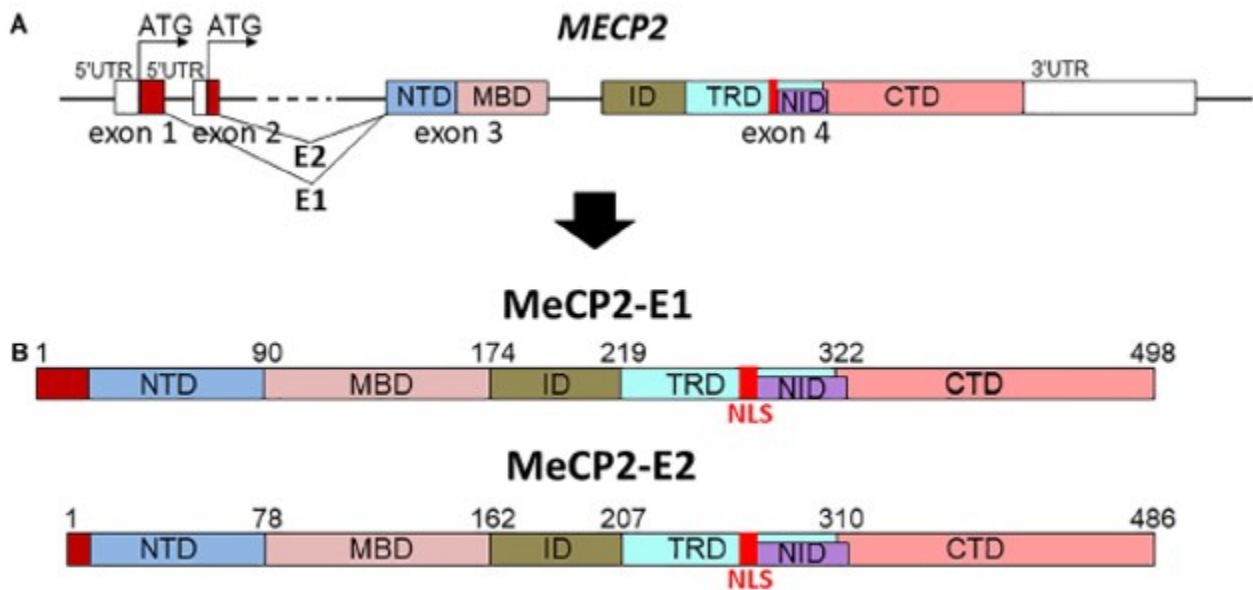 A ATG ATG MECP2
5'UTR 5'UTR 3'UTR
NTD MBD ID TRD NID CTD
exon 1 exon 2 exon 3 exon 4
E2
E1
MeCP2-E1
B 1 90 174 219 322 498
NTD MBD ID TRD NID CTD
NLS
MeCP2-E2
1 78 162 207 310 486
NTD MBD ID TRD NID CTD
NLS